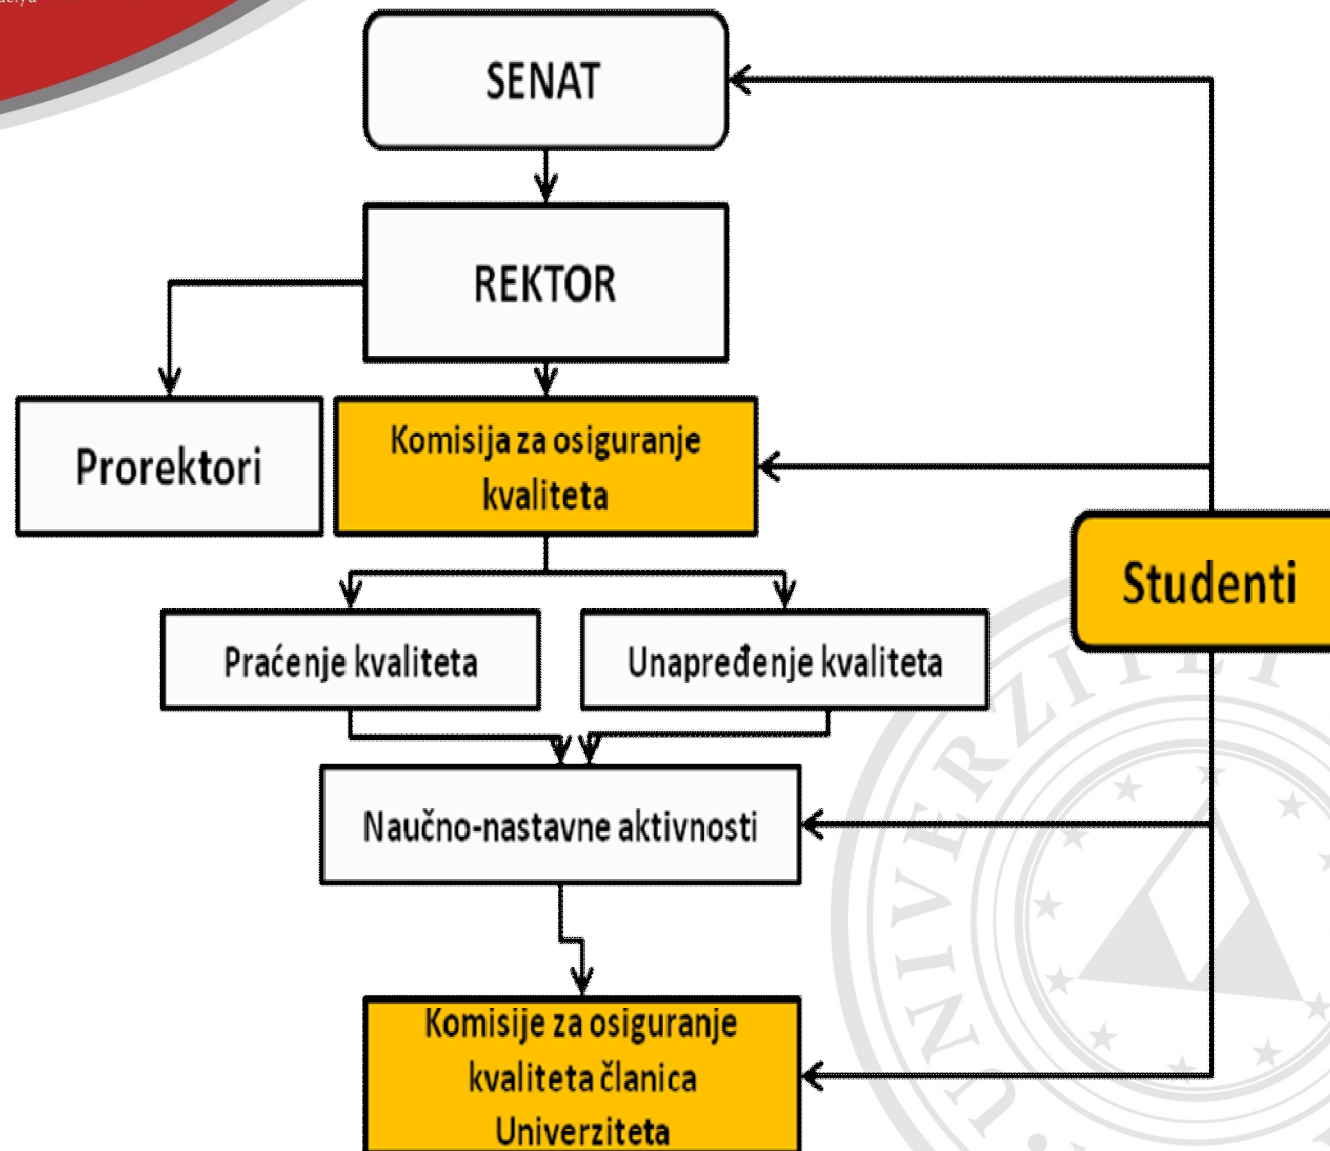 SENAT
REKTOR
Prorektori
Komisija za osiguranje
kvaliteta
Studenti
Praćenje kvaliteta
Unapređenje kvaliteta
Naučno-nastavne aktivnosti
Komisije za osiguranje
kvaliteta članica
Univerziteta
UNIVERZITET